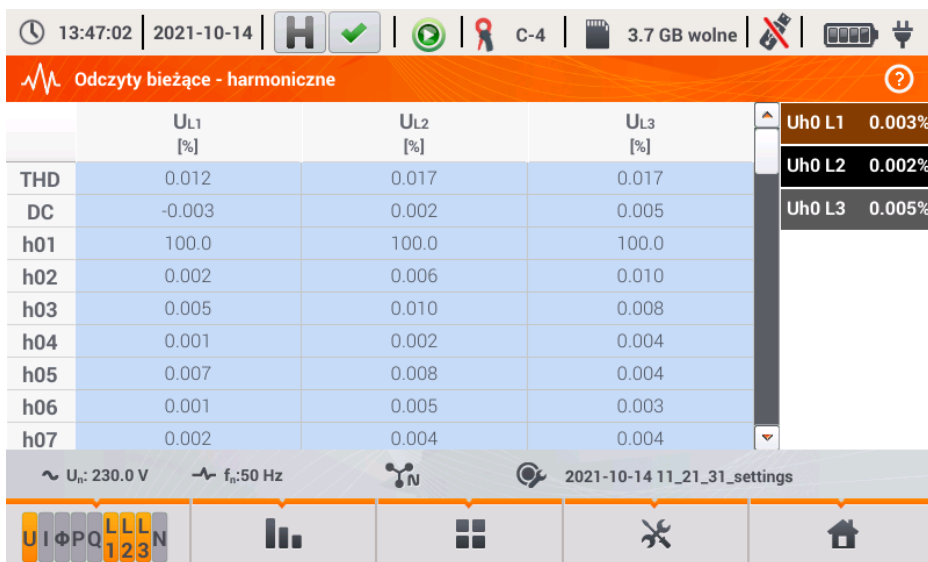 13:47:02 2021-10-14 H C-4 3.7 GB wolne
Odczyty bieżące - harmoniczne ?
UL1 UL2 UL3
[%] [%] [%]
Uh0 L1 0.003%
Uh0 L2 0.002%
Uh0 L3 0.005%
THD 0.012 0.017 0.017
DC -0.003 0.002 0.005
h01 100.0 100.0 100.0
h02 0.002 0.006 0.010
h03 0.005 0.010 0.008
h04 0.001 0.002 0.004
h05 0.007 0.008 0.004
h06 0.001 0.005 0.003
h07 0.002 0.004 0.004
Un: 230.0 V fn:50 Hz N 2021-10-14 11_21_31_settings
U I Φ P Q L1 L2 L3 N